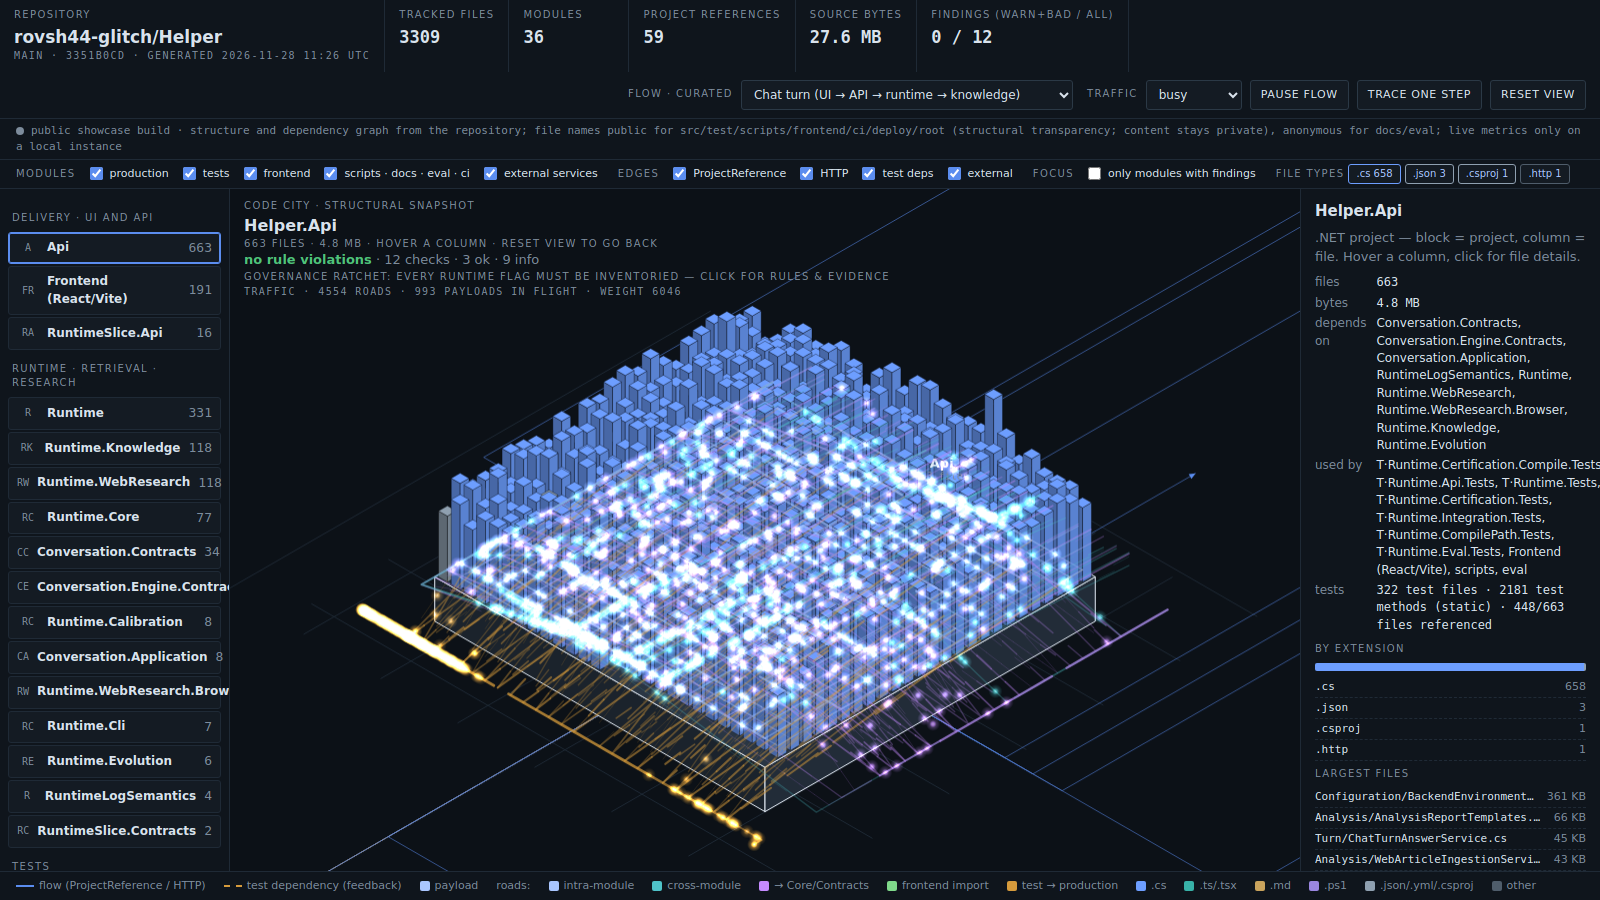 REPOSITORY
rovsh44-glitch/Helper
MAIN · 3351B0CD · GENERATED 2026-11-28 11:26 UTC
TRACKED FILES
3309
MODULES
36
PROJECT REFERENCES
59
SOURCE BYTES
27.6 MB
FINDINGS (WARN+BAD / ALL)
0 / 12
FLOW · CURATED
Chat turn (UI → API → runtime → knowledge)
TRAFFIC
busy
PAUSE FLOW
TRACE ONE STEP
RESET VIEW
public showcase build · structure and dependency graph from the repository; file names public for src/test/scripts/frontend/ci/deploy/root (structural transparency; content stays private), anonymous for docs/eval; live metrics only on
a local instance
MODULES production tests frontend scripts · docs · eval · ci external services EDGES ProjectReference HTTP test deps external FOCUS only modules with findings FILE TYPES .cs 658 .json 3 .csproj 1 .http 1
DELIVERY · UI AND API
A Api 663
FR Frontend (React/Vite) 191
RA RuntimeSlice.Api 16
RUNTIME · RETRIEVAL ·
RESEARCH
R Runtime 331
RK Runtime.Knowledge 118
RW Runtime.WebResearch 118
RC Runtime.Core 77
CC Conversation.Contracts 34
CE Conversation.Engine.Contrac
RC Runtime.Calibration 8
CA Conversation.Application 8
RW Runtime.WebResearch.Brow
RC Runtime.Cli 7
RE Runtime.Evolution 6
R RuntimeLogSemantics 4
RC RuntimeSlice.Contracts 2
TESTS
CODE CITY · STRUCTURAL SNAPSHOT
Helper.Api
663 FILES · 4.8 MB · HOVER A COLUMN · RESET VIEW TO GO BACK
no rule violations · 12 checks · 3 ok · 9 info
GOVERNANCE RATCHET: EVERY RUNTIME FLAG MUST BE INVENTORIED — CLICK FOR RULES & EVIDENCE
TRAFFIC · 4554 ROADS · 993 PAYLOADS IN FLIGHT · WEIGHT 6046
Api
Helper.Api
.NET project — block = project, column =
file. Hover a column, click for file details.
files 663
bytes 4.8 MB
depends on Conversation.Contracts,
Conversation.Engine.Contracts,
Conversation.Application,
RuntimeLogSemantics, Runtime,
Runtime.WebResearch,
Runtime.WebResearch.Browser,
Runtime.Knowledge,
Runtime.Evolution
used by T·Runtime.Certification.Compile.Tests
T·Runtime.Api.Tests, T·Runtime.Tests,
T·Runtime.Certification.Tests,
T·Runtime.Integration.Tests,
T·Runtime.CompilePath.Tests,
T·Runtime.Eval.Tests, Frontend
(React/Vite), scripts, eval
tests 322 test files · 2181 test
methods (static) · 448/663
files referenced
BY EXTENSION
.cs 658
.json 3
.csproj 1
.http 1
LARGEST FILES
Configuration/BackendEnvironment… 361 KB
Analysis/AnalysisReportTemplates.… 66 KB
Turn/ChatTurnAnswerService.cs 45 KB
Analysis/WebArticleIngestionServi… 43 KB
flow (ProjectReference / HTTP) test dependency (feedback) payload roads: intra-module cross-module → Core/Contracts frontend import test → production .cs .ts/.tsx .md .ps1 .json/.yml/.csproj other